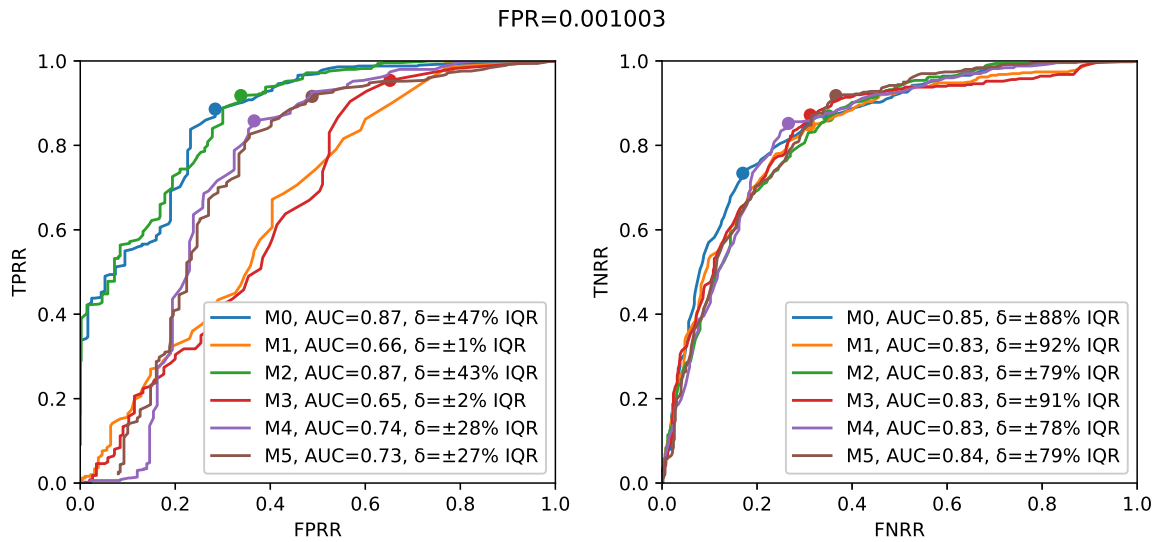 FPR=0.001003
1.0
0.8
0.6
0.4
0.2
0.0
TPRR
0.0
0.2
0.4
0.6
0.8
1.0
FPRR
M0, AUC=0.87, δ=±47% IQR
M1, AUC=0.66, δ=±1% IQR
M2, AUC=0.87, δ=±43% IQR
M3, AUC=0.65, δ=±2% IQR
M4, AUC=0.74, δ=±28% IQR
M5, AUC=0.73, δ=±27% IQR
1.0
0.8
0.6
0.4
0.2
0.0
TNRR
0.0
0.2
0.4
0.6
0.8
1.0
FNRR
M0, AUC=0.85, δ=±88% IQR
M1, AUC=0.83, δ=±92% IQR
M2, AUC=0.83, δ=±79% IQR
M3, AUC=0.83, δ=±91% IQR
M4, AUC=0.83, δ=±78% IQR
M5, AUC=0.84, δ=±79% IQR